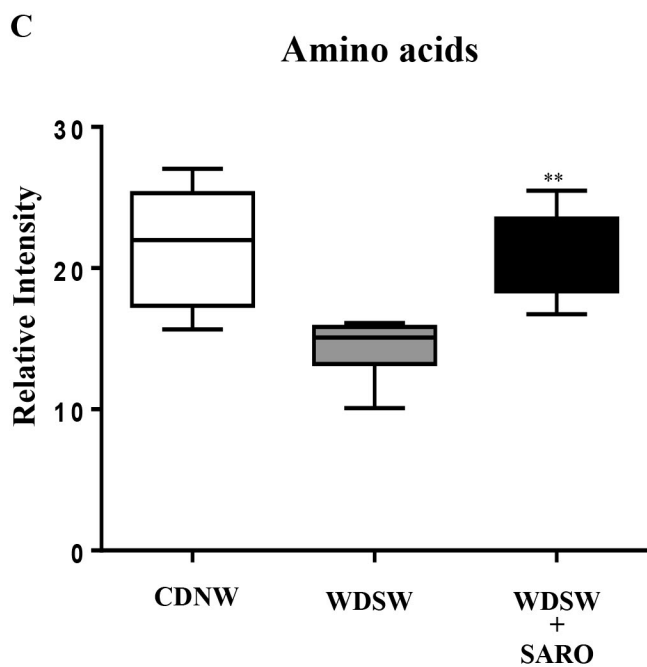 C
Amino acids
Relative Intensity
30
20
10
0
**
CDNW
WDSW
WDSW
+
SARO